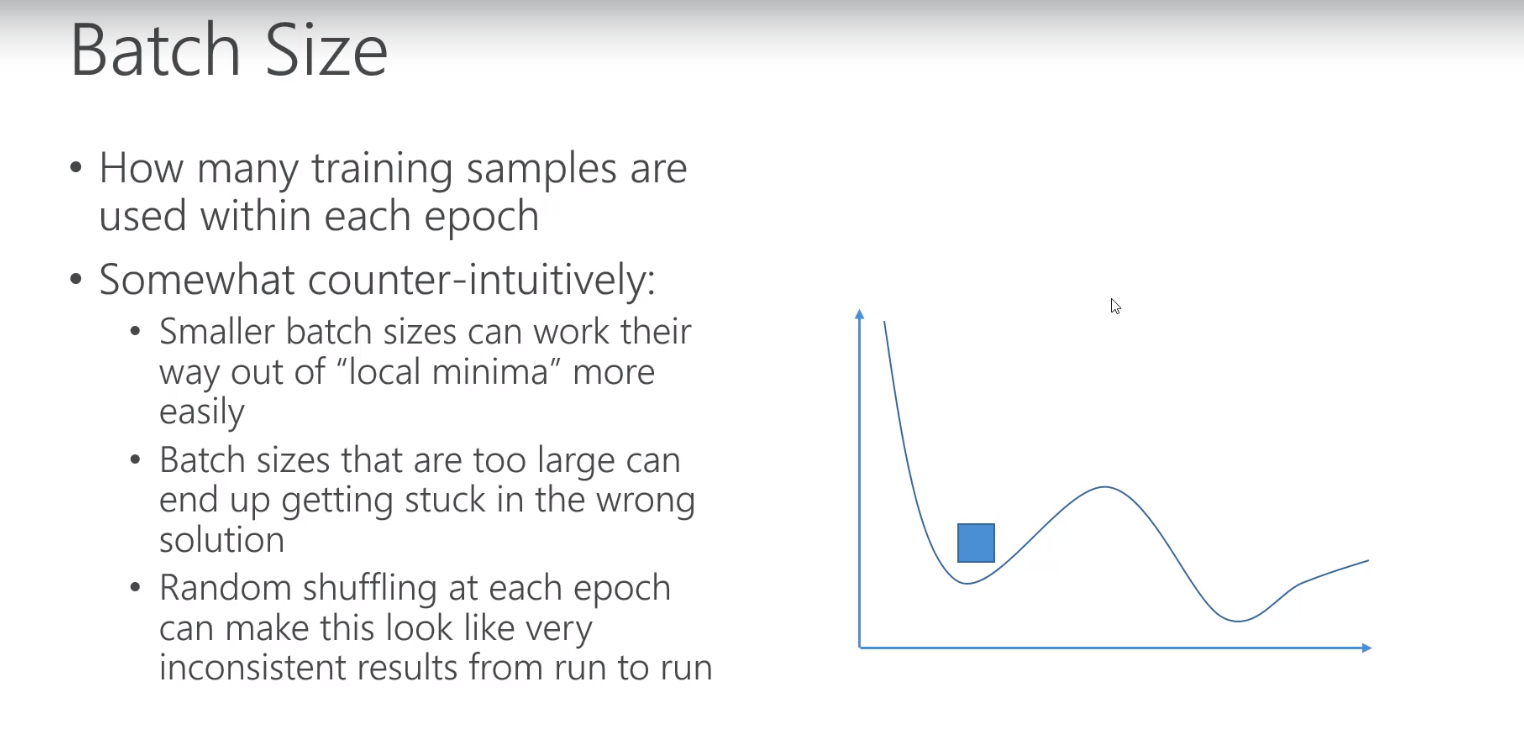 Batch Size
• How many training samples are
used within each epoch
• Somewhat counter-intuitively:
• Smaller batch sizes can work their
way out of “local minima” more
easily
• Batch sizes that are too large can
end up getting stuck in the wrong
solution
• Random shuffling at each epoch
can make this look like very
inconsistent results from run to run